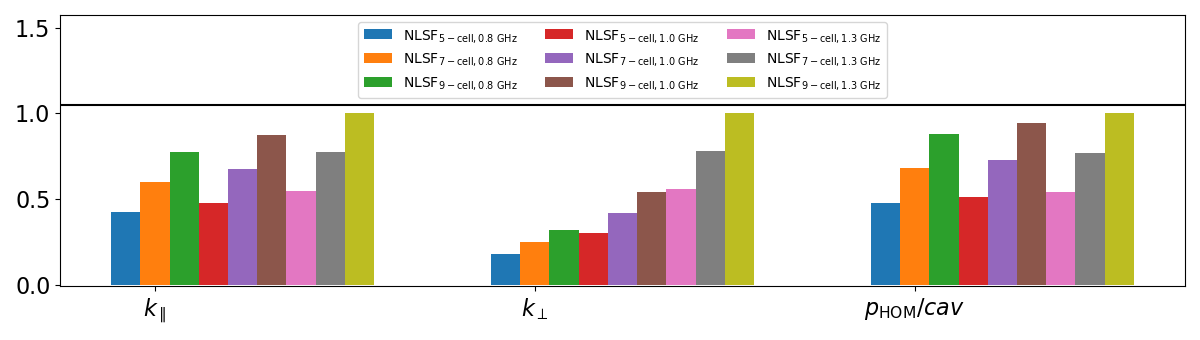 1.5
1.0
0.5
0.0
NLSF5−cell, 0.8 GHz NLSF5−cell, 1.0 GHz NLSF5−cell, 1.3 GHz
NLSF7−cell, 0.8 GHz NLSF7−cell, 1.0 GHz NLSF7−cell, 1.3 GHz
NLSF9−cell, 0.8 GHz NLSF9−cell, 1.0 GHz NLSF9−cell, 1.3 GHz
k∥ k⊥ pHOM/cav